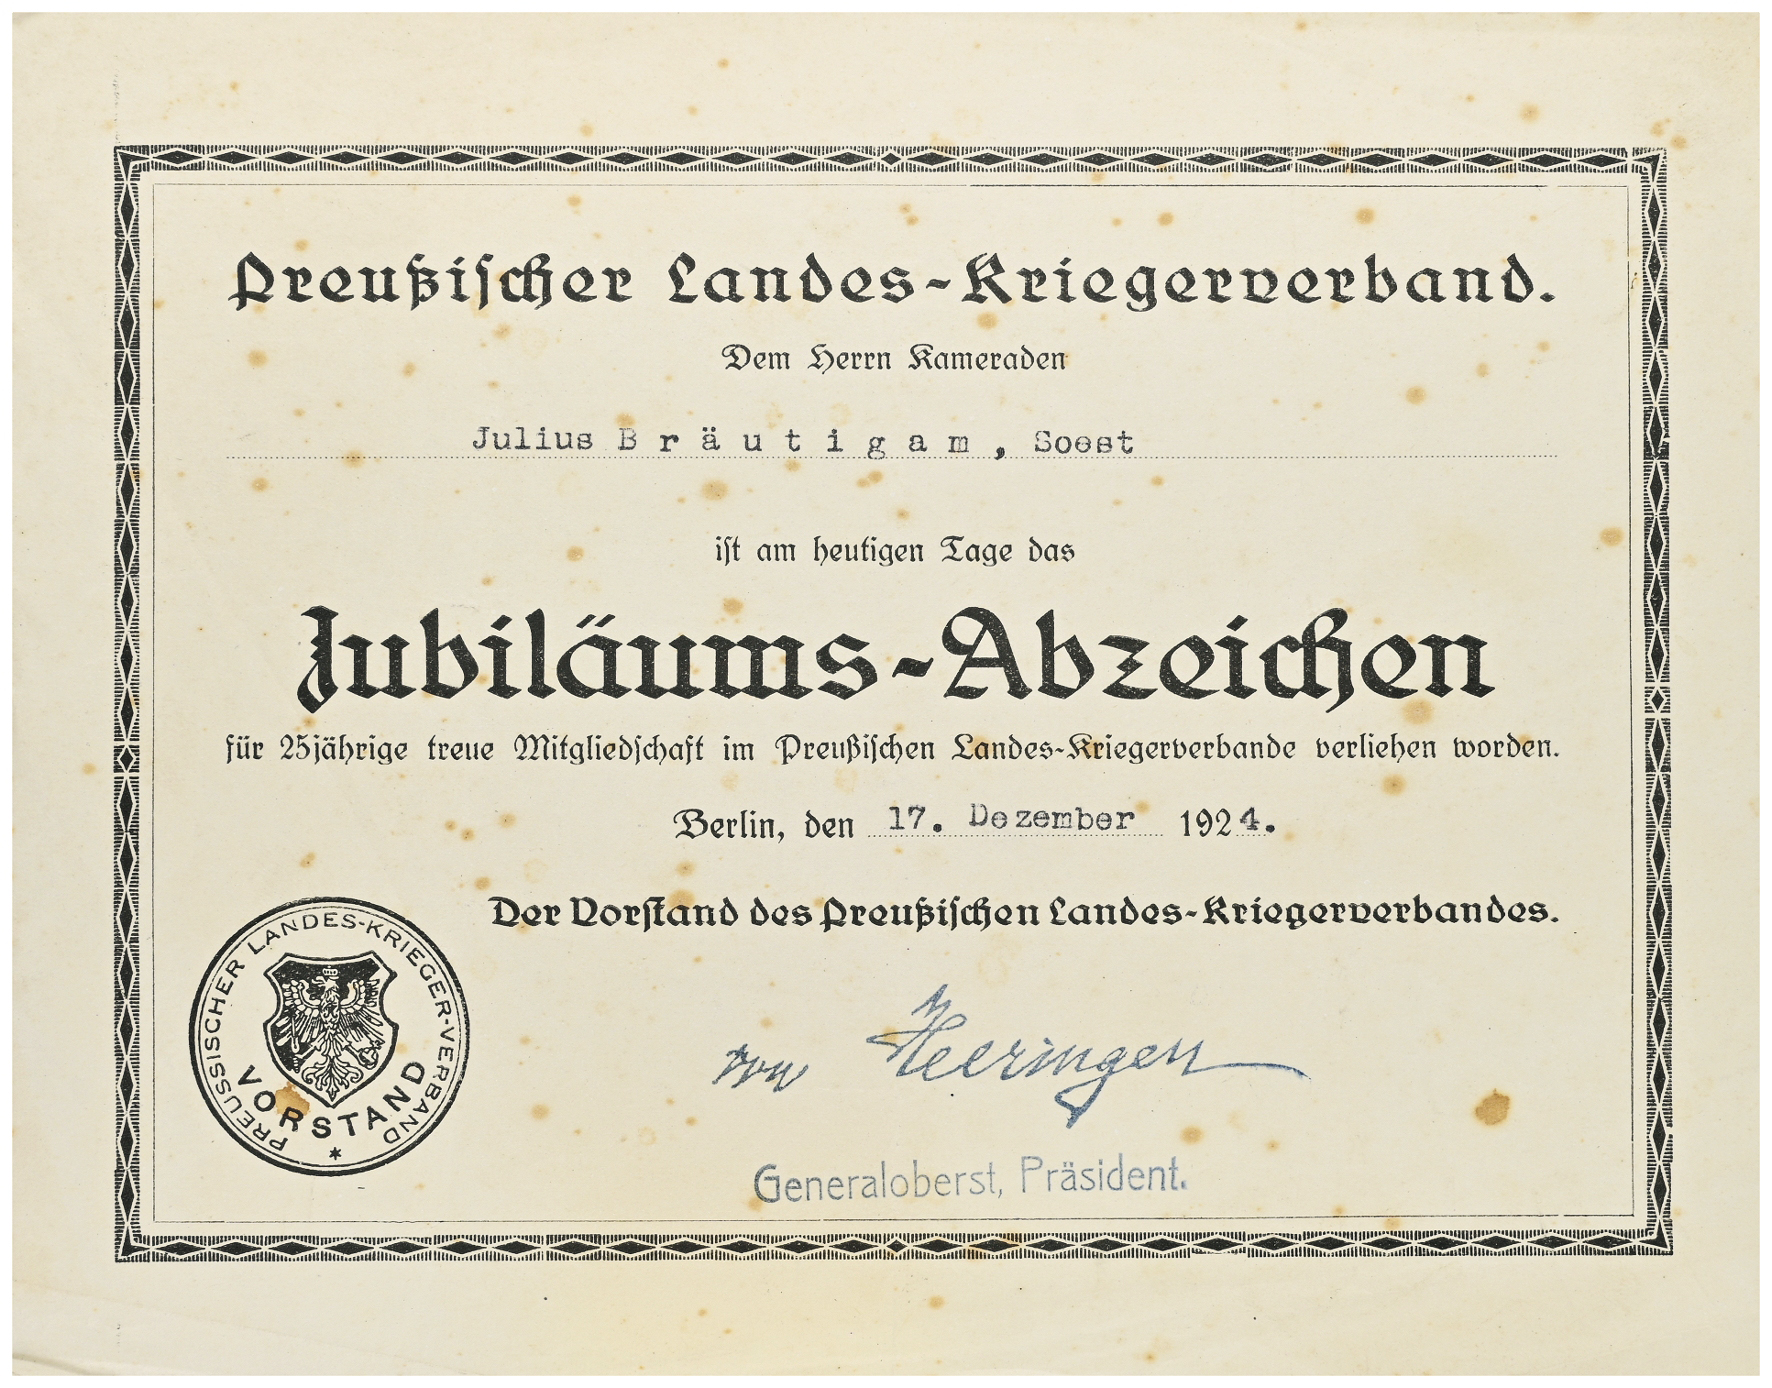 Preußischer Landes-Kriegerverband.
Dem Herrn Kameraden
Julius Bräutigam, Soest
ist am heutigen Tage das
Jubiläums-Abzeichen
für 25jährige treue Mitgliedschaft im Preußischen Landes-Kriegerverbande verliehen worden.
Berlin, den 17. Dezember 1924.
Der Vorstand des Preußischen Landes-Kriegerverbandes.
PREUSSISCHER LANDES-KRIEGER-VERBAND
VORSTAND
von Heeringen
Generaloberst, Präsident.